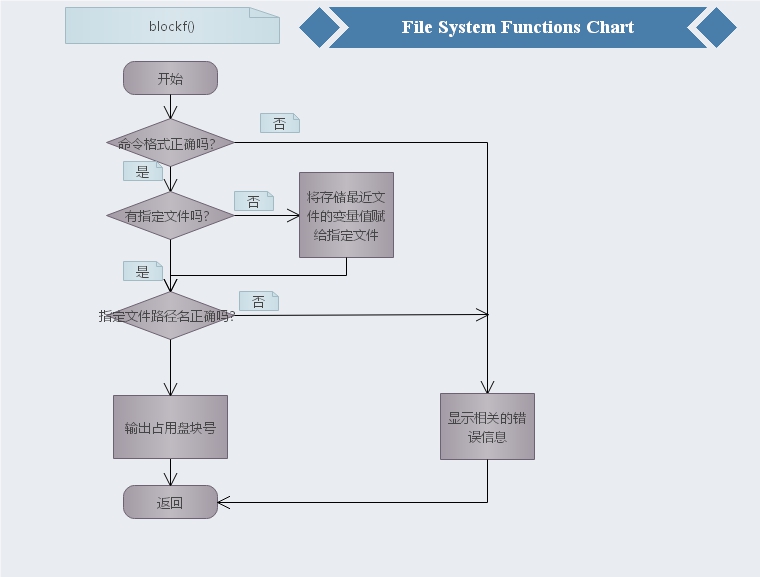 blockf()
File System Functions Chart
开始
命令格式正确吗?
否
是
有指定文件吗?
否
将存储最近文
件的变量值赋
给指定文件
是
指定文件路径名正确吗?
否
输出占用盘块号
显示相关的错
误信息
返回